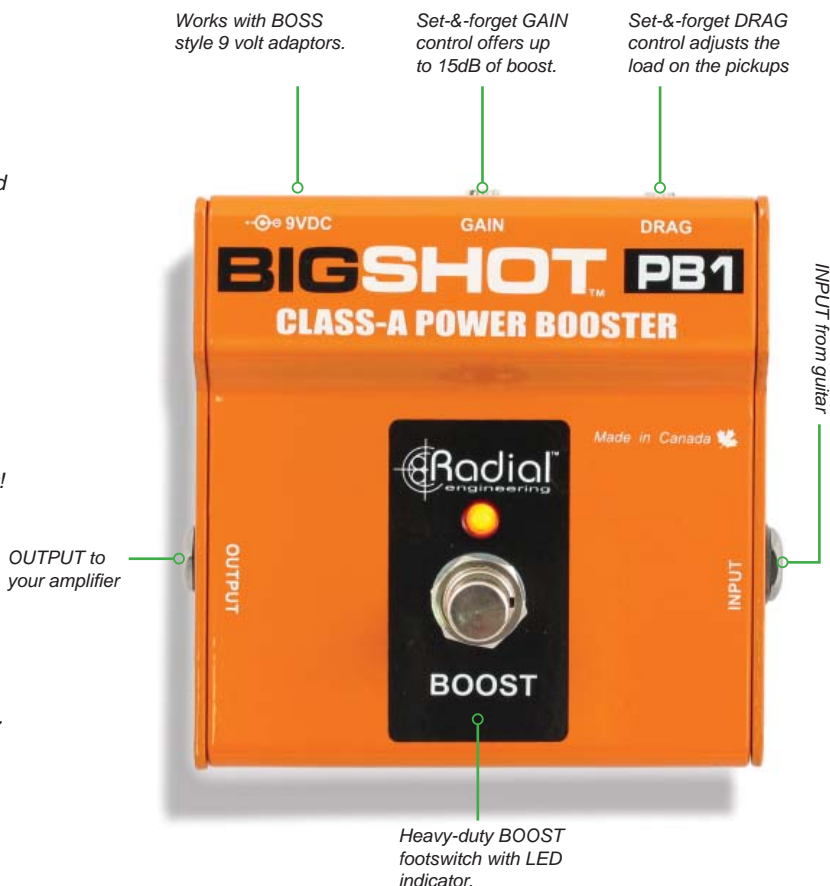 Works with BOSS
style 9 volt adaptors.
Set-&-forget GAIN
control offers up
to 15dB of boost.
Set-&-forget DRAG
control adjusts the
load on the pickups
9VDC
GAIN
DRAG
BIGSHOT™ PB1
CLASS-A POWER BOOSTER
INPUT from guitar
Made in Canada
Radial™
engineering
OUTPUT to
your amplifier
OUTPUT
INPUT
BOOST
Heavy-duty BOOST
footswitch with LED
indicator.